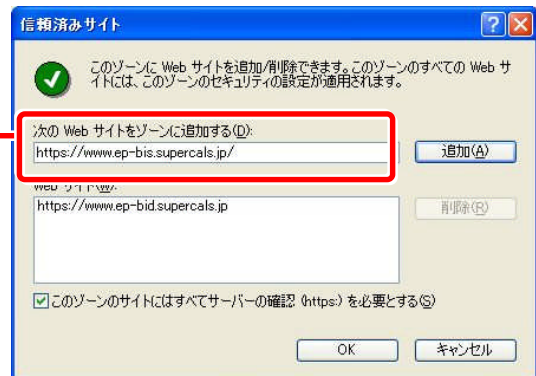 信頼済みサイト
このゾーンに Web サイトを追加/削除できます。このゾーンのすべての Web サ
イトには、このゾーンのセキュリティの設定が適用されます。
次の Web サイトをゾーンに追加する(D):
https://www.ep-bis.supercals.jp/
追加(A)
Web サイト(W):
https://www.ep-bid.supercals.jp
削除(R)
このゾーンのサイトにはすべてサーバーの確認 (https:) を必要とする(S)
OK
キャンセル